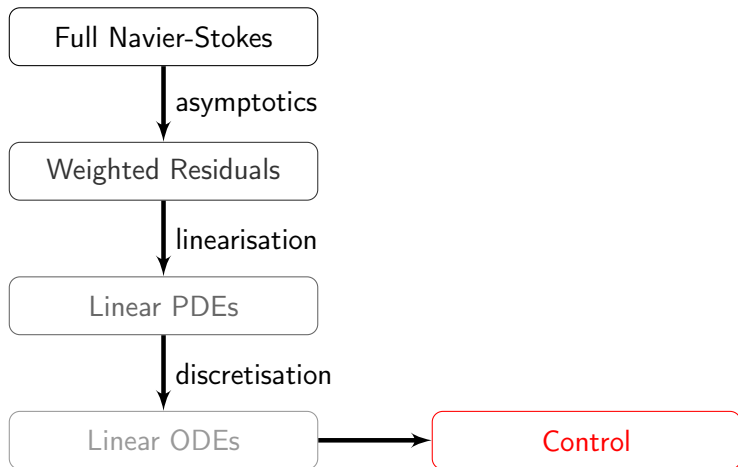 Full Navier-Stokes
asymptotics
Weighted Residuals
linearisation
Linear PDEs
discretisation
Linear ODEs
Control